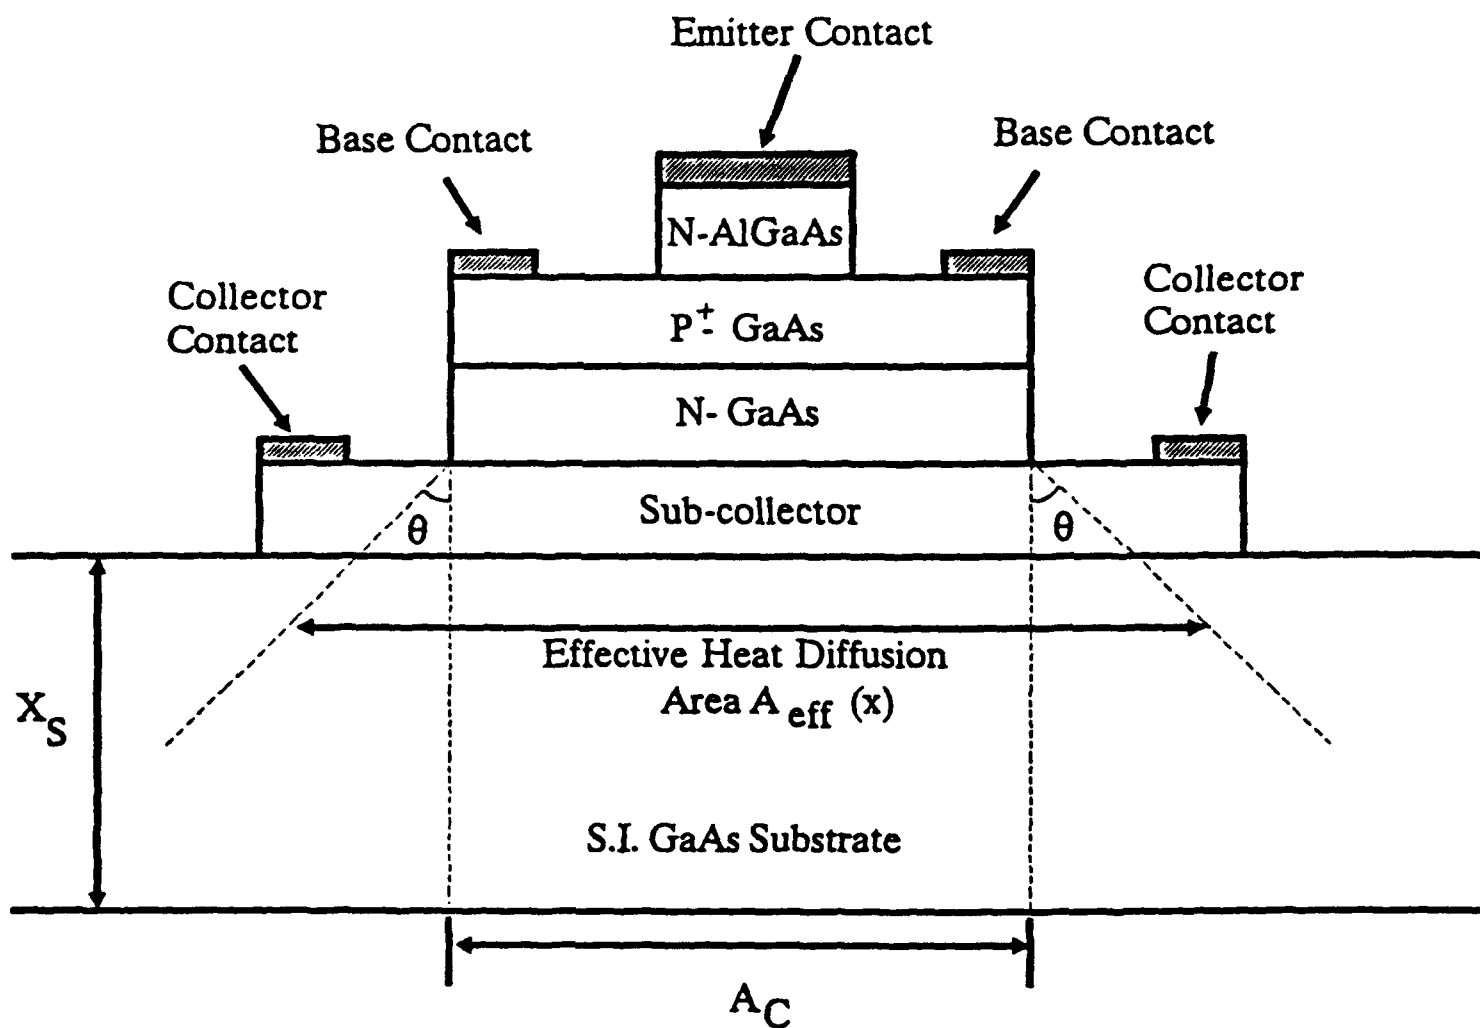 Emitter Contact
Base Contact
Base Contact
N-AlGaAs
Collector
Contact
Collector
Contact
P⁺- GaAs
N- GaAs
Sub-collector
θ
θ
Effective Heat Diffusion
Area A_eff (x)
X_S
S.I. GaAs Substrate
A_C